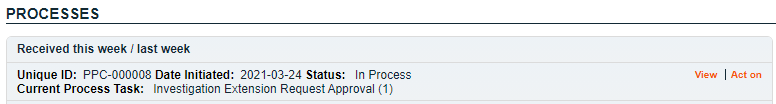 PROCESSES
Received this week / last week
Unique ID: PPC-000008 Date Initiated: 2021-03-24 Status: In Process View | Act on
Current Process Task: Investigation Extension Request Approval (1)